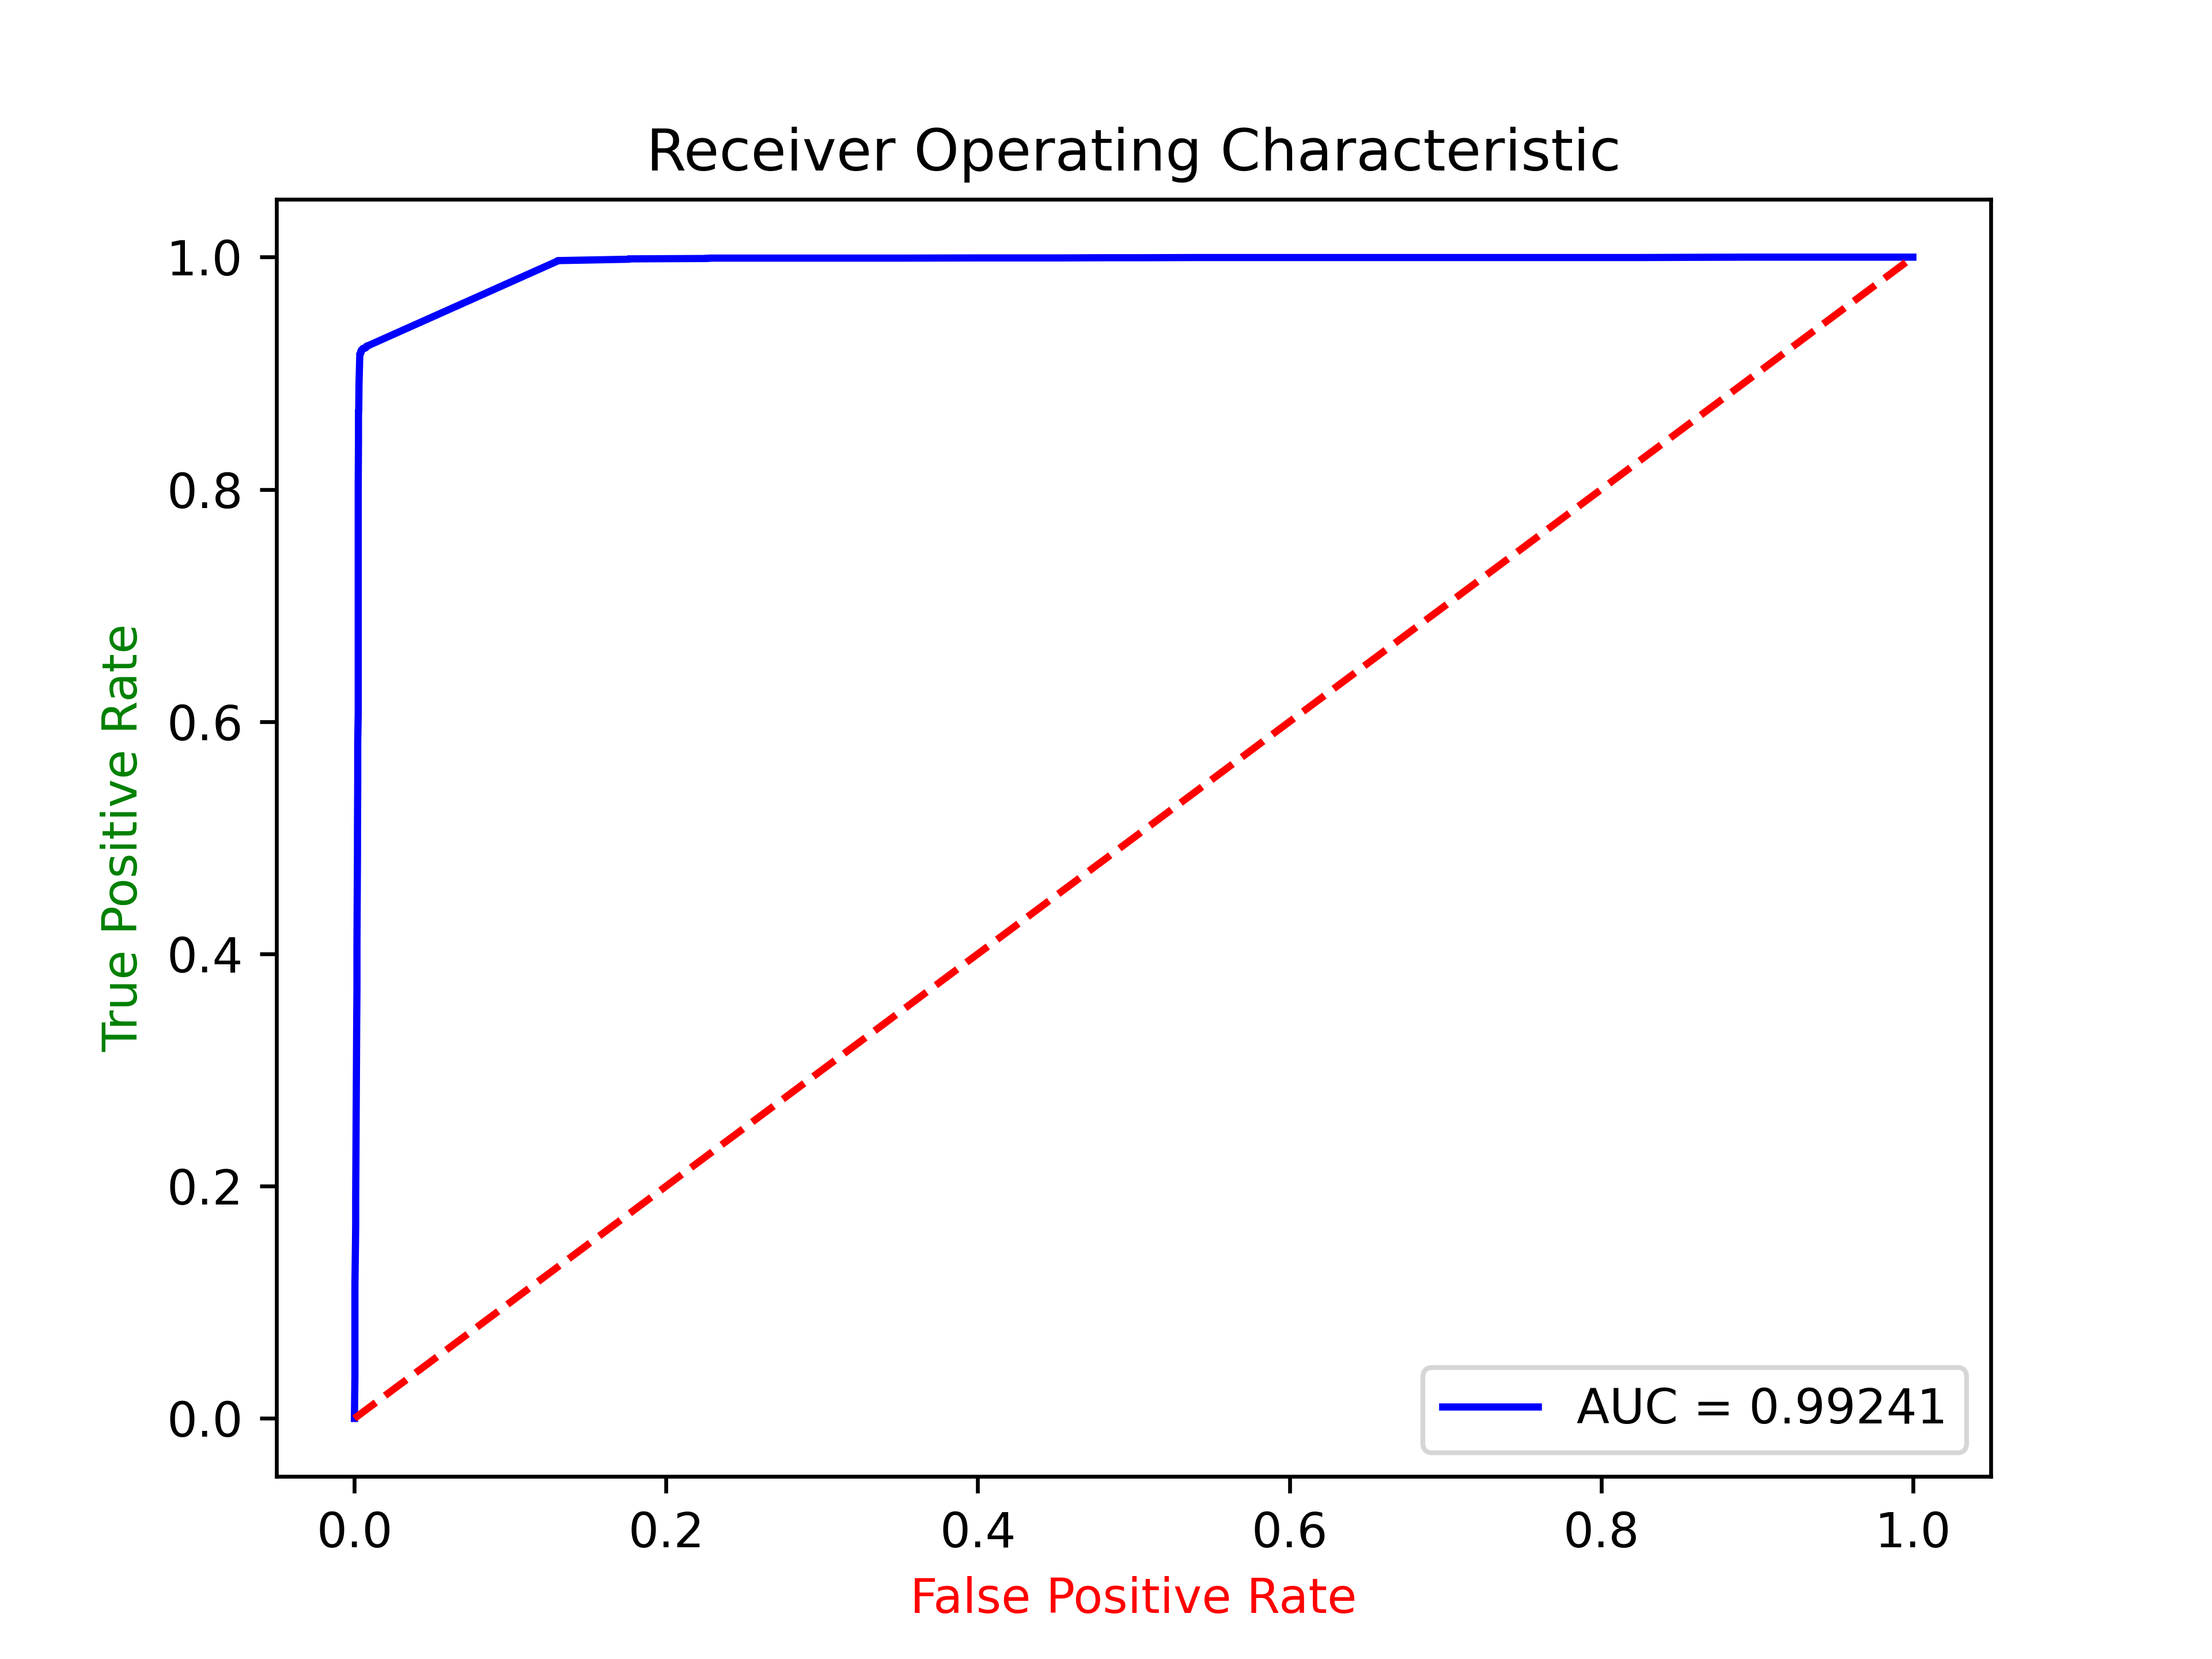 Receiver Operating Characteristic
1.0
0.8
0.6
0.4
0.2
0.0
True Positive Rate
AUC = 0.99241
0.0 0.2 0.4 0.6 0.8 1.0
False Positive Rate